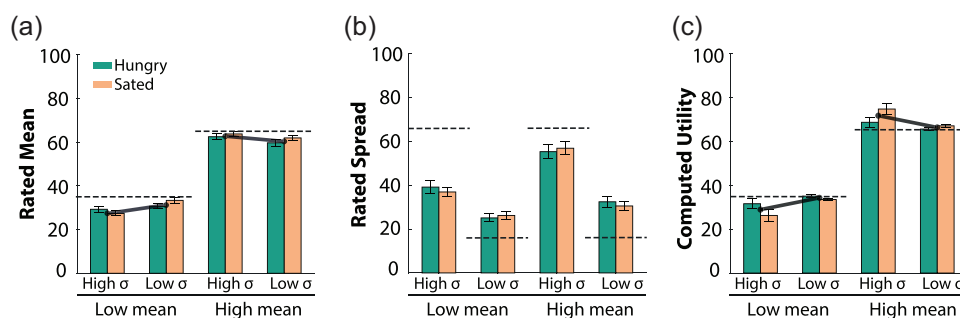 (a)
Rated Mean
100
80
60
40
20
0
Hungry
Sated
High σ Low σ High σ Low σ
Low mean High mean
(b)
Rated Spread
100
80
60
40
20
0
High σ Low σ High σ Low σ
Low mean High mean
(c)
Computed Utility
100
80
60
40
20
0
High σ Low σ High σ Low σ
Low mean High mean